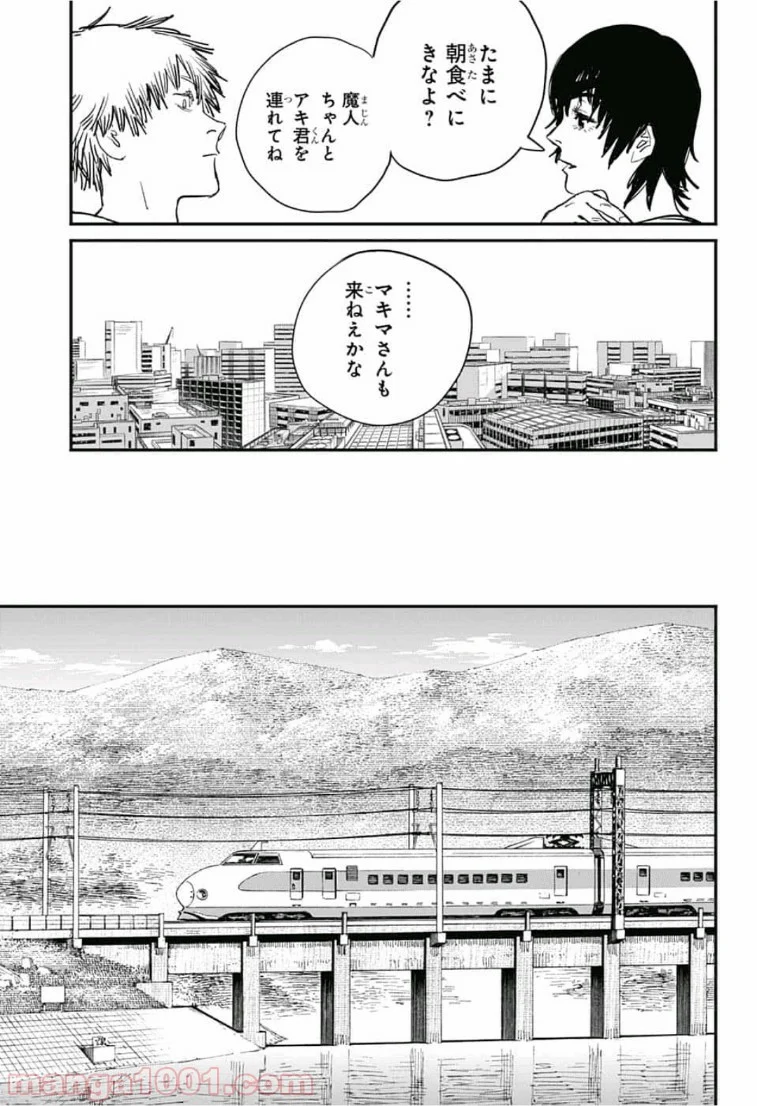 たまに
朝食べに
きなよ?
魔人
ちゃんと
アキ君を
連れてね
……
マキマさんも
来ねえかな
manga1001.com